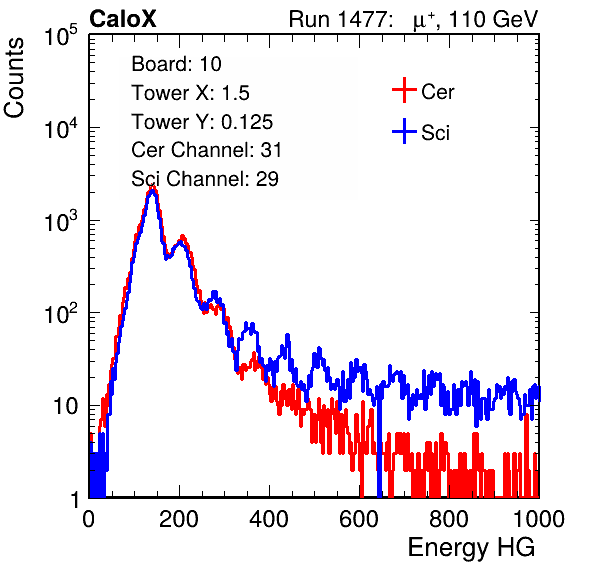 CaloX Run 1477: μ⁺, 110 GeV
Counts
Board: 10
Tower X: 1.5
Tower Y: 0.125
Cer Channel: 31
Sci Channel: 29
Cer
Sci
10⁵
10⁴
10³
10²
10
1
0 200 400 600 800 1000
Energy HG